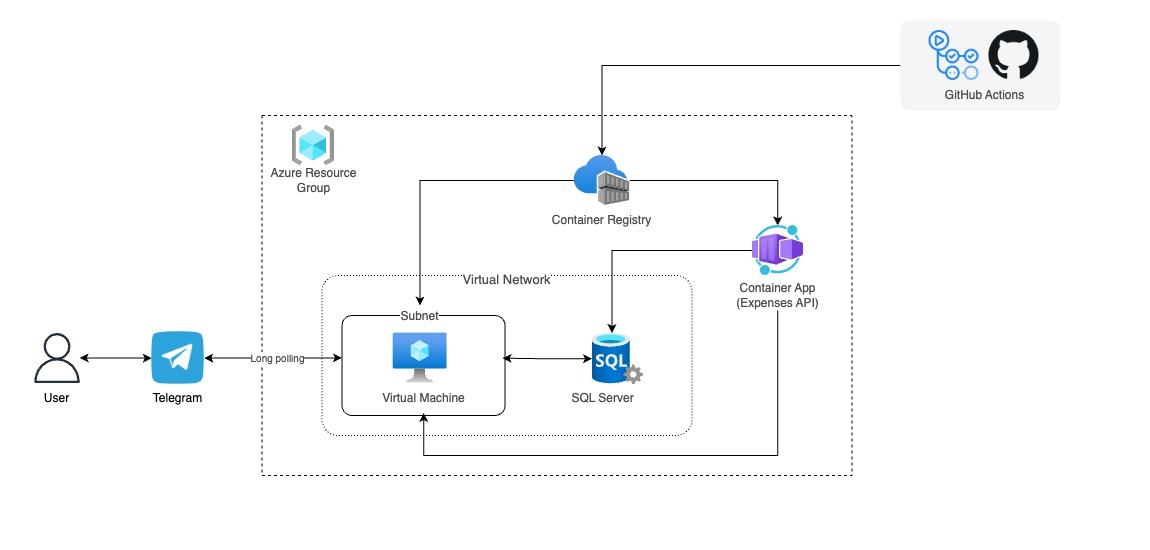 GitHub Actions
Azure Resource
Group
Container Registry
Container App
(Expenses API)
Virtual Network
Subnet
SQL
Long polling
User
Telegram
Virtual Machine
SQL Server